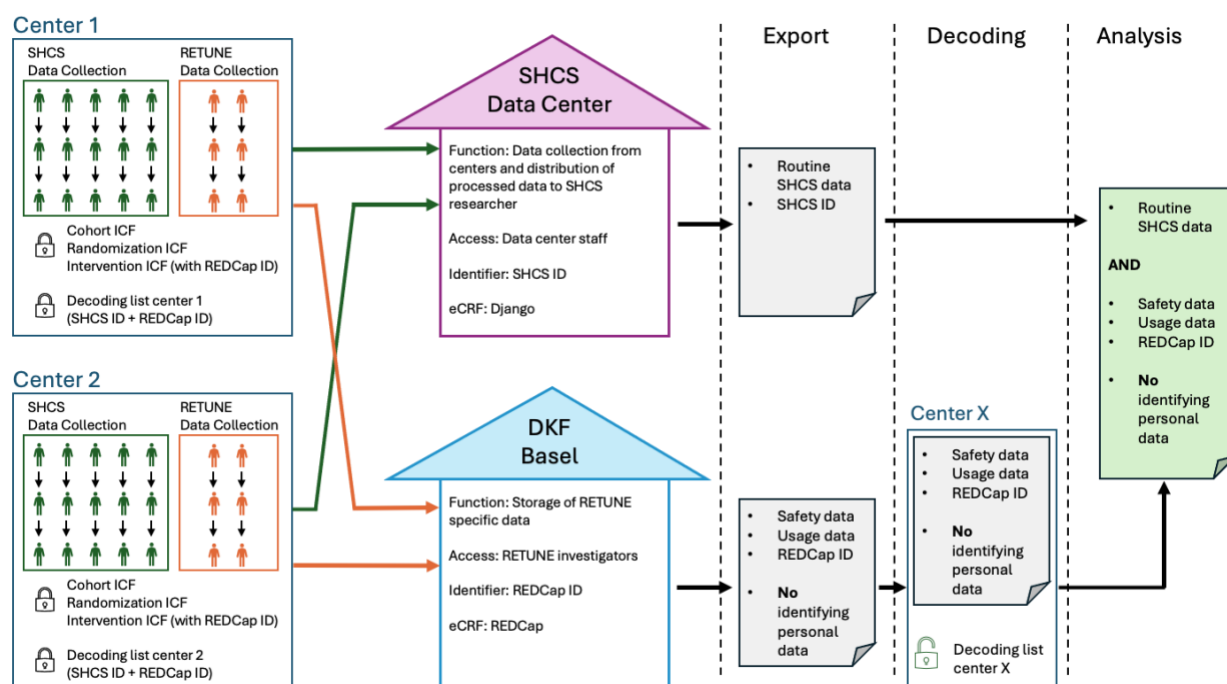 Center 1
SHCS
Data Collection
RETUNE
Data Collection
Cohort ICF
Randomization ICF
Intervention ICF (with REDCap ID)
Decoding list center 1
(SHCS ID + REDCap ID)
Center 2
SHCS
Data Collection
RETUNE
Data Collection
Cohort ICF
Randomization ICF
Intervention ICF (with REDCap ID)
Decoding list center 2
(SHCS ID + REDCap ID)
SHCS
Data Center
Function: Data collection from
centers and distribution of
processed data to SHCS
researcher
Access: Data center staff
Identifier: SHCS ID
eCRF: Django
DKF
Basel
Function: Storage of RETUNE
specific data
Access: RETUNE investigators
Identifier: REDCap ID
eCRF: REDCap
Export
• Routine
SHCS data
• SHCS ID
• Safety data
• Usage data
• REDCap ID
• No
identifying
personal
data
Decoding
Center X
• Safety data
• Usage data
• REDCap ID
• No
identifying
personal
data
Decoding list
center X
Analysis
• Routine
SHCS data
AND
• Safety data
• Usage data
• REDCap ID
• No
identifying
personal
data